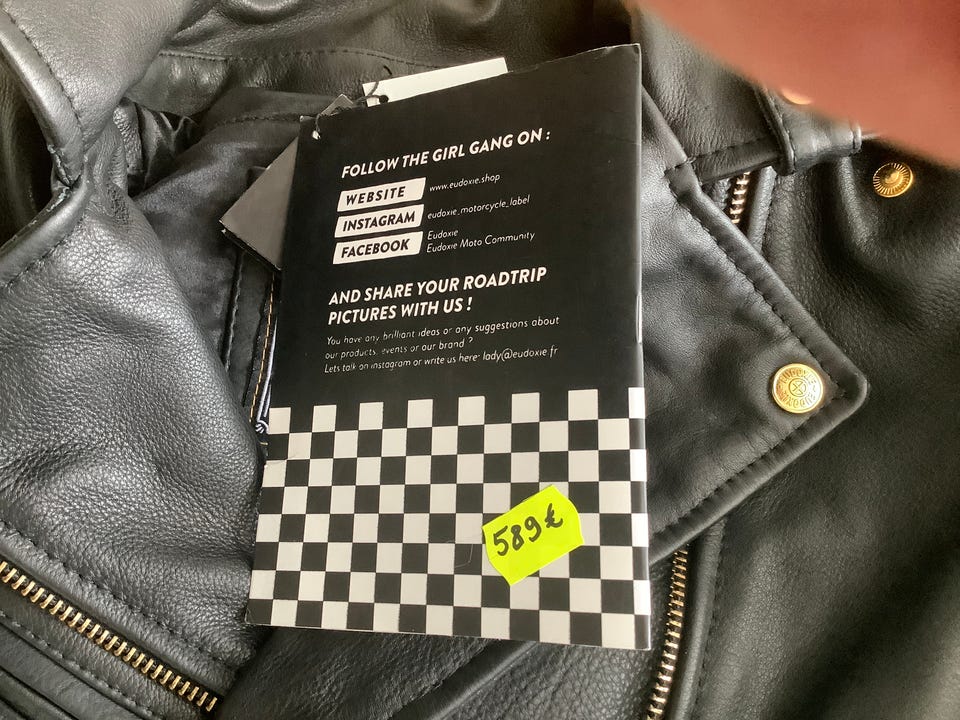 FOLLOW THE GIRL GANG ON :
WEBSITE www.eudoxie.shop
INSTAGRAM eudoxie_motorcycle_label
FACEBOOK Eudoxie
Eudoxie Moto Community
AND SHARE YOUR ROADTRIP
PICTURES WITH US !
You have any brilliant ideas or any suggestions about
our products, events or our brand ?
Lets talk on instagram or write us here: lady@eudoxie.fr
589€